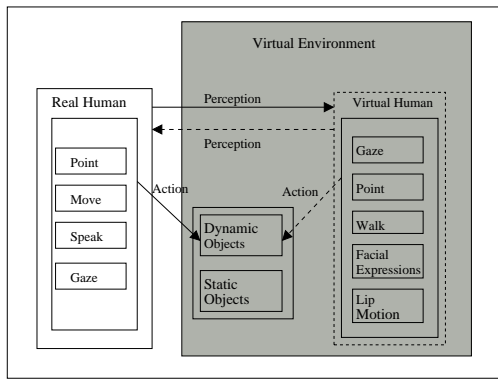 Virtual Environment
Real Human
Perception
Virtual Human
Perception
Point
Move
Speak
Gaze
Action
Action
Dynamic
Objects
Static
Objects
Gaze
Point
Walk
Facial
Expressions
Lip
Motion